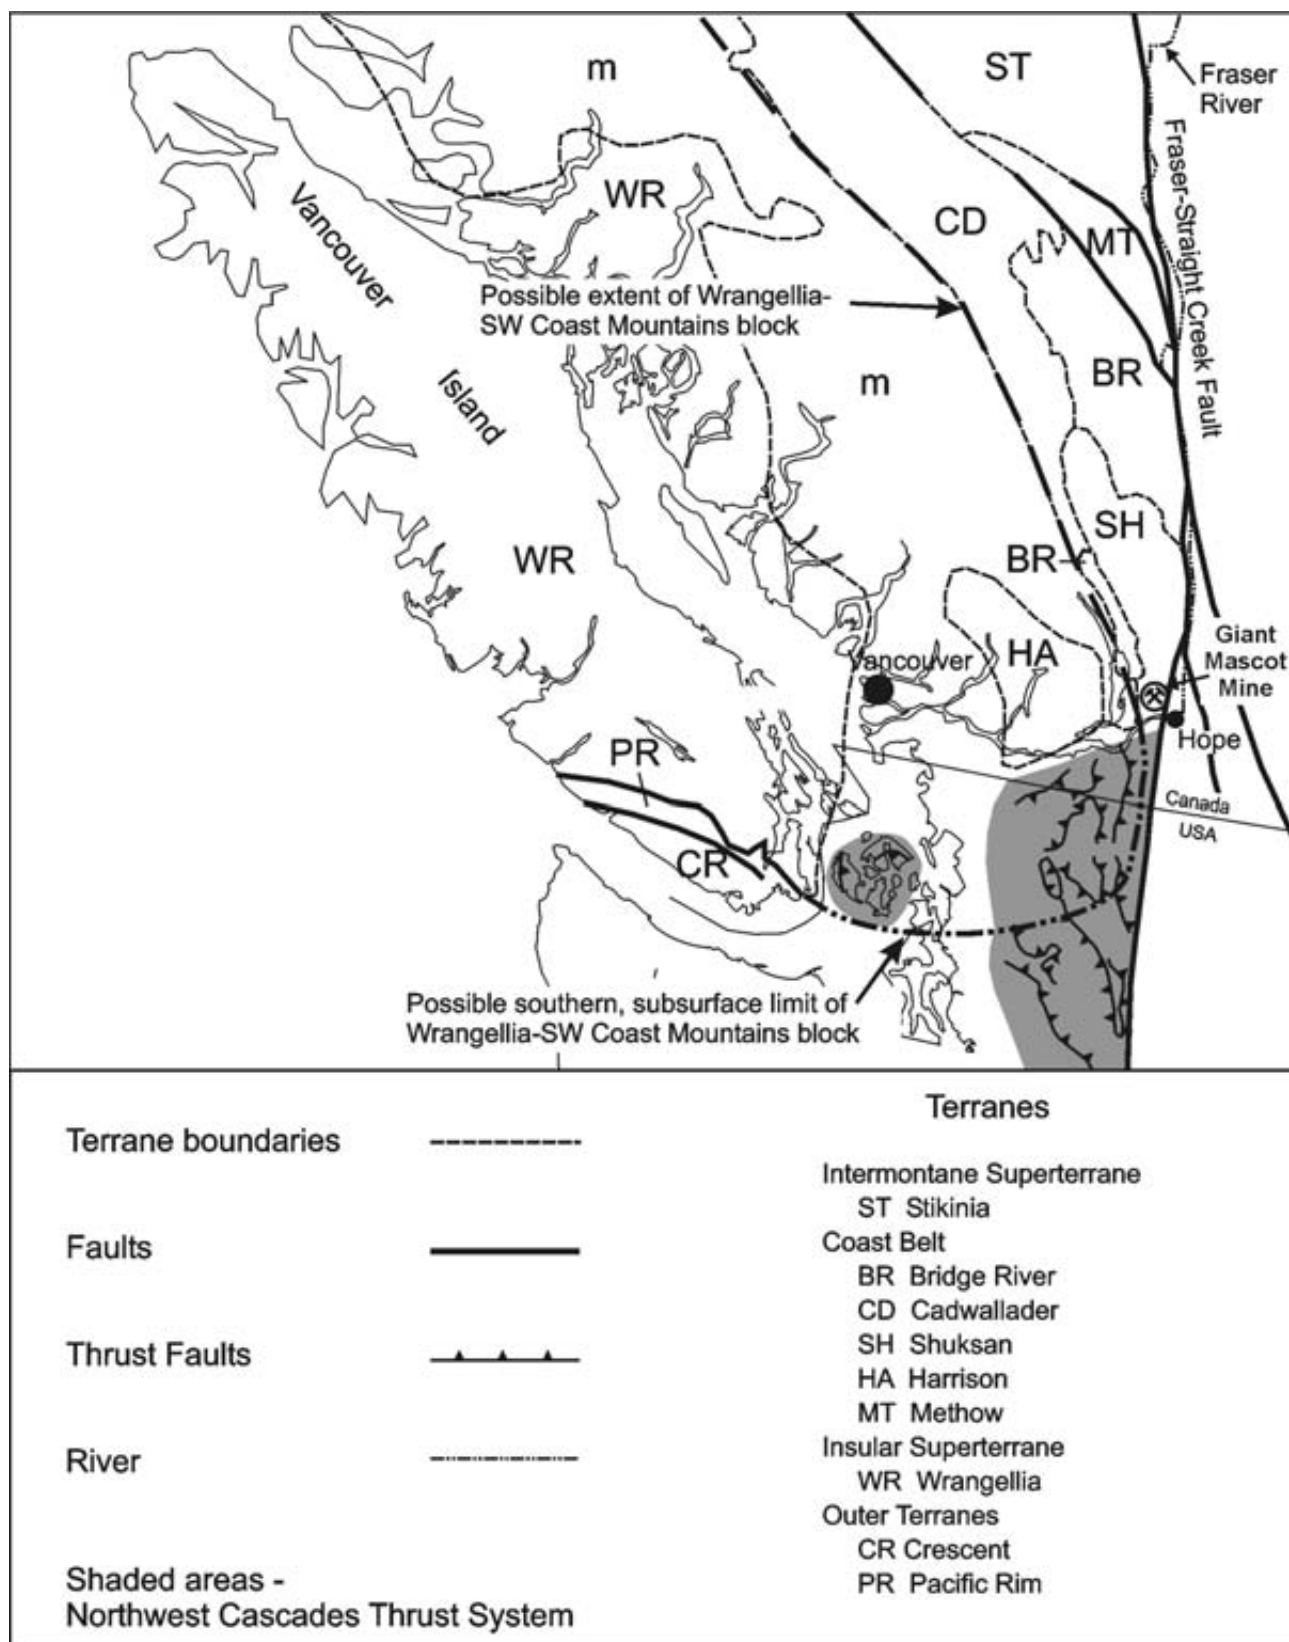 m
ST
Fraser
River
WR
Vancouver
Island
CD
MT
Fraser-Straight Creek Fault
Possible extent of Wrangellia-
SW Coast Mountains block
m
BR
SH
WR
BR
HA
Vancouver
Giant
Mascot
Mine
Hope
PR
CR
Canada
USA
Possible southern, subsurface limit of
Wrangellia-SW Coast Mountains block
Terrane boundaries
Faults
Thrust Faults
River
Shaded areas -
Northwest Cascades Thrust System
Terranes
Intermontane Superterrane
ST Stikinia
Coast Belt
BR Bridge River
CD Cadwallader
SH Shuksan
HA Harrison
MT Methow
Insular Superterrane
WR Wrangellia
Outer Terranes
CR Crescent
PR Pacific Rim